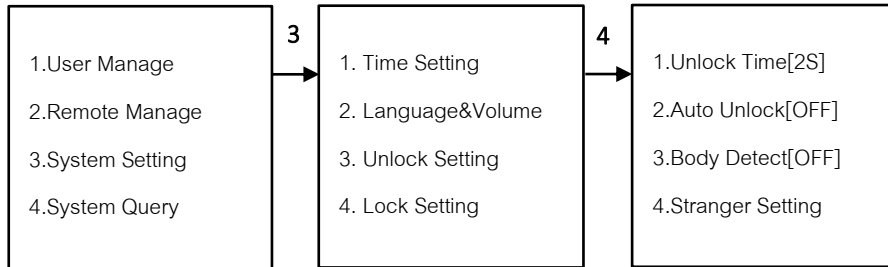 3
4
1.User Manage
2.Remote Manage
3.System Setting
4.System Query
1. Time Setting
2. Language&Volume
3. Unlock Setting
4. Lock Setting
1.Unlock Time[2S]
2.Auto Unlock[OFF]
3.Body Detect[OFF]
4.Stranger Setting